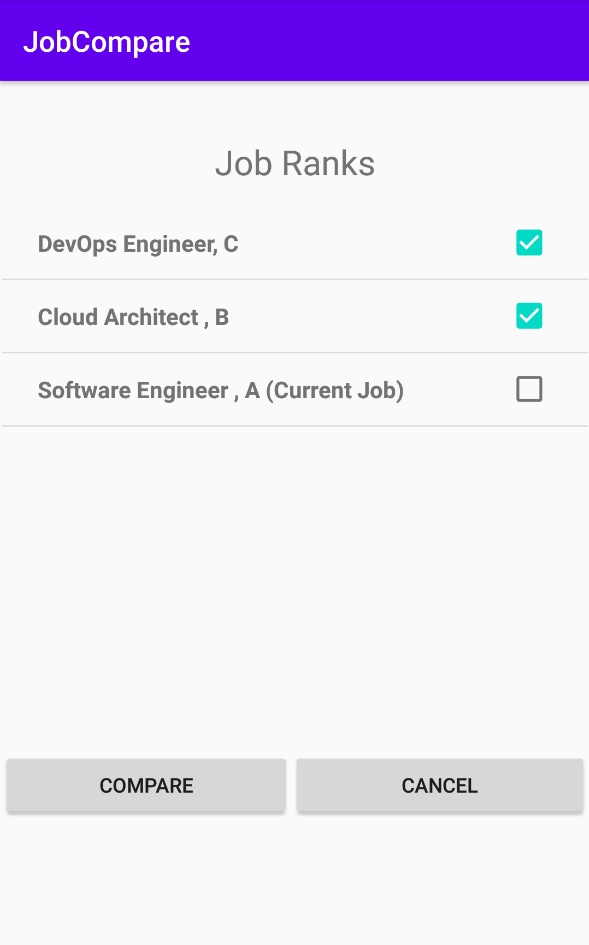 JobCompare
Job Ranks
DevOps Engineer, C
Cloud Architect , B
Software Engineer , A (Current Job)
COMPARE
CANCEL